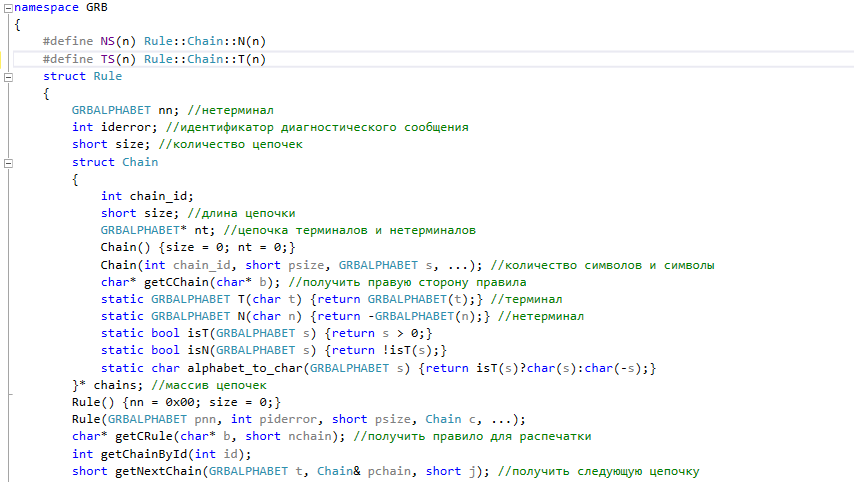 namespace GRB
{
#define NS(n) Rule::Chain::N(n)
#define TS(n) Rule::Chain::T(n)
struct Rule
{
GRBALPHABET nn; //нетерминал
int iderror; //идентификатор диагностического сообщения
short size; //количество цепочек
struct Chain
{
int chain_id;
short size; //длина цепочки
GRBALPHABET* nt; //цепочка терминалов и нетерминалов
Chain() {size = 0; nt = 0;}
Chain(int chain_id, short psize, GRBALPHABET s, ...); //количество символов и символы
char* getCChain(char* b); //получить правую сторону правила
static GRBALPHABET T(char t) {return GRBALPHABET(t);} //терминал
static GRBALPHABET N(char n) {return -GRBALPHABET(n);} //нетерминал
static bool isT(GRBALPHABET s) {return s > 0;}
static bool isN(GRBALPHABET s) {return !isT(s);}
static char alphabet_to_char(GRBALPHABET s) {return isT(s)?char(s):char(-s);}
}* chains; //массив цепочек
Rule() {nn = 0x00; size = 0;}
Rule(GRBALPHABET pnn, int piderror, short psize, Chain c, ...);
char* getCRule(char* b, short nchain); //получить правило для распечатки
int getChainById(int id);
short getNextChain(GRBALPHABET t, Chain& pchain, short j); //получить следующую цепочку